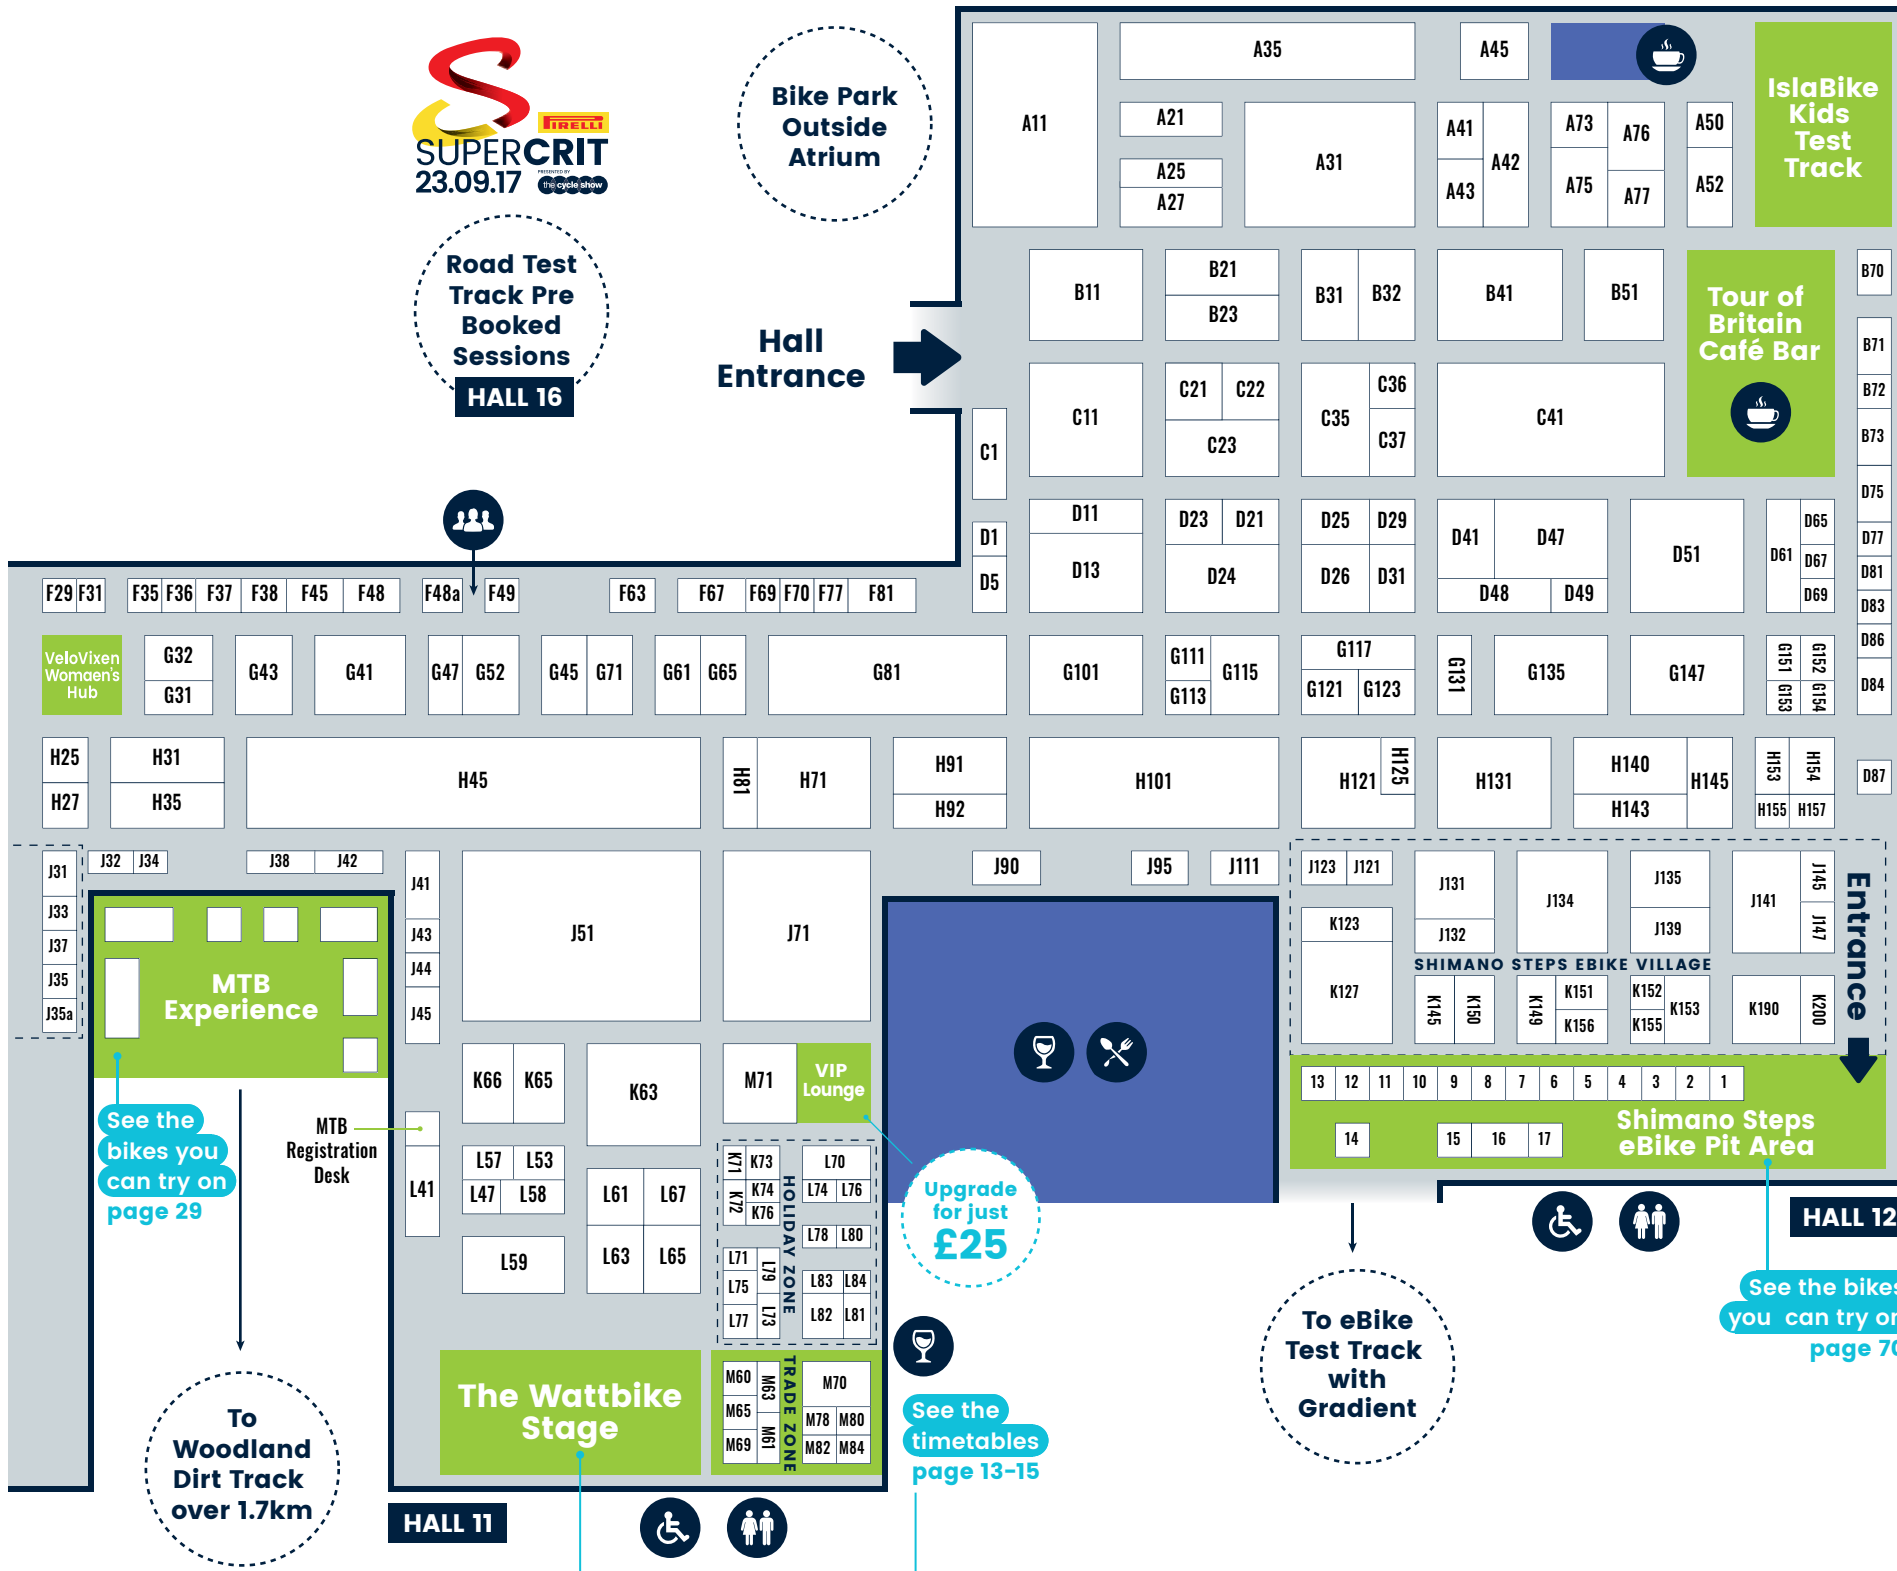 PIRELLI
SUPERCRIT
23.09.17
PRESENTED BY
the cycle show
Bike Park
Outside
Atrium
Road Test
Track Pre
Booked
Sessions
HALL 16
Hall
Entrance
A11
A35
A45
A21
A25
A27
A31
A41
A43
A42
A73
A75
A76
A77
A50
A52
IslaBike
Kids
Test
Track
B11
B21
B23
B31
B32
B41
B51
Tour of
Britain
Café Bar
B70
B71
B72
B73
C1
C11
C21
C22
C23
C35
C36
C37
C41
D1
D5
D11
D13
D23
D21
D24
D25
D29
D26
D31
D41
D47
D48
D49
D51
D61
D65
D67
D69
D75
D77
D81
D83
D86
D84
D87
F29
F31
F35
F36
F37
F38
F45
F48
F48a
F49
F63
F67
F69
F70
F77
F81
VeloVixen
Womaen's
Hub
G32
G31
G43
G41
G47
G52
G45
G71
G61
G65
G81
G101
G111
G113
G115
G117
G121
G123
G131
G135
G147
G151
G152
G153
G154
H25
H27
H31
H35
H45
H81
H71
H91
H92
H101
H121
H125
H131
H140
H143
H145
H153
H154
H155
H157
J31
J33
J37
J35
J35a
J32
J34
J38
J42
J41
J43
J44
J45
J51
J71
J90
J95
J111
J123
J121
J131
J132
J134
J135
J139
J141
J145
J147
K123
K127
SHIMANO STEPS EBIKE VILLAGE
K145
K150
K149
K151
K156
K152
K155
K153
K190
K200
Entrance
MTB
Experience
See the
bikes you
can try on
page 29
MTB
Registration
Desk
L41
K66
K65
K63
M71
VIP
Lounge
L57
L53
L47
L58
L59
L61
L67
L63
L65
K71
K73
K72
K74
K76
L70
L74
L76
L78
L80
HOLIDAY ZONE
L71
L75
L77
L79
L73
L83
L84
L82
L81
Upgrade
for just
£25
13
12
11
10
9
8
7
6
5
4
3
2
1
14
15
16
17
Shimano Steps
eBike Pit Area
HALL 12
See the bikes
you can try on
page 70
To eBike
Test Track
with
Gradient
The Wattbike
Stage
M60
M65
M69
M63
M61
TRADE ZONE
M70
M78
M80
M82
M84
See the
timetables
page 13-15
To
Woodland
Dirt Track
over 1.7km
HALL 11